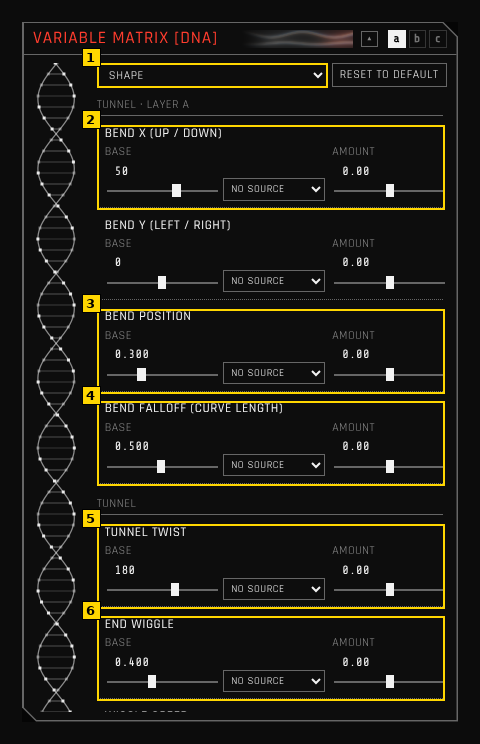 VARIABLE MATRIX [DNA]
▲
a b c
1
SHAPE
RESET TO DEFAULT
TUNNEL · LAYER A
2
BEND X (UP / DOWN)
BASE AMOUNT
50 0.00
NO SOURCE
BEND Y (LEFT / RIGHT)
BASE AMOUNT
0 0.00
NO SOURCE
3
BEND POSITION
BASE AMOUNT
0.300 0.00
NO SOURCE
4
BEND FALLOFF (CURVE LENGTH)
BASE AMOUNT
0.500 0.00
NO SOURCE
TUNNEL
5
TUNNEL TWIST
BASE AMOUNT
180 0.00
NO SOURCE
6
END WIGGLE
BASE AMOUNT
0.400 0.00
NO SOURCE